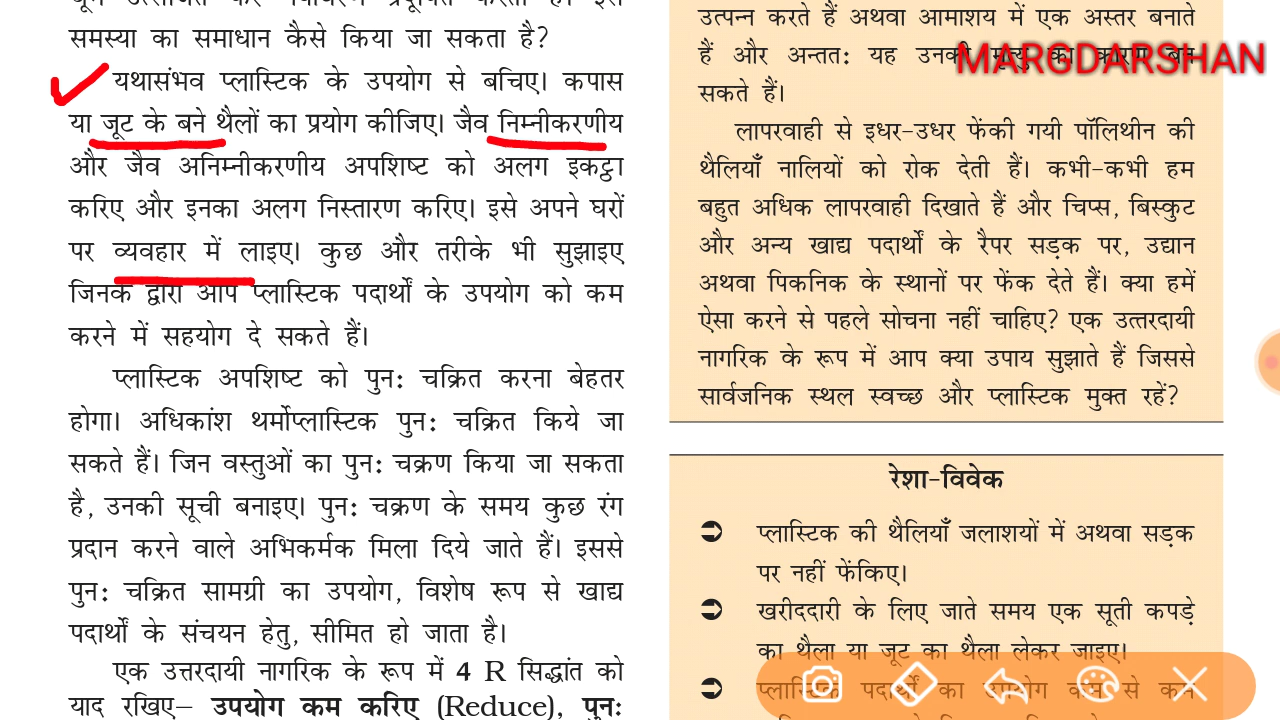 समस्या का समाधान कैसे किया जा सकता है?
यथासंभव प्लास्टिक के उपयोग से बचिए। कपास
या जूट के बने थैलों का प्रयोग कीजिए। जैव निम्नीकरणीय
और जैव अनिम्नीकरणीय अपशिष्ट को अलग इकट्ठा
करिए और इनका अलग निस्तारण करिए। इसे अपने घरों
पर व्यवहार में लाइए। कुछ और तरीके भी सुझाइए
जिनके द्वारा आप प्लास्टिक पदार्थों के उपयोग को कम
करने में सहयोग दे सकते हैं।
प्लास्टिक अपशिष्ट को पुनः चक्रित करना बेहतर
होगा। अधिकांश थर्मोप्लास्टिक पुनः चक्रित किये जा
सकते हैं। जिन वस्तुओं का पुनः चक्रण किया जा सकता
है, उनकी सूची बनाइए। पुनः चक्रण के समय कुछ रंग
प्रदान करने वाले अभिकर्मक मिला दिये जाते हैं। इससे
पुनः चक्रित सामग्री का उपयोग, विशेष रूप से खाद्य
पदार्थों के संचयन हेतु, सीमित हो जाता है।
एक उत्तरदायी नागरिक के रूप में 4 R सिद्धांत को
याद रखिए– उपयोग कम करिए (Reduce), पुनः
उत्पन्न करते हैं अथवा आमाशय में एक अस्तर बनाते
हैं और अन्ततः यह उनकी मृत्यु का कारण बन
सकते हैं।
MARGDARSHAN
लापरवाही से इधर-उधर फेंकी गयी पॉलिथीन की
थैलियाँ नालियों को रोक देती हैं। कभी-कभी हम
बहुत अधिक लापरवाही दिखाते हैं और चिप्स, बिस्कुट
और अन्य खाद्य पदार्थों के रैपर सड़क पर, उद्यान
अथवा पिकनिक के स्थानों पर फेंक देते हैं। क्या हमें
ऐसा करने से पहले सोचना नहीं चाहिए? एक उत्तरदायी
नागरिक के रूप में आप क्या उपाय सुझाते हैं जिससे
सार्वजनिक स्थल स्वच्छ और प्लास्टिक मुक्त रहें?
रेशा-विवेक
➲ प्लास्टिक की थैलियाँ जलाशयों में अथवा सड़क
पर नहीं फेंकिए।
➲ खरीददारी के लिए जाते समय एक सूती कपड़े
का थैला या जूट का थैला लेकर जाइए।
➲ प्लास्टिक पदार्थों का उपयोग कम से कम